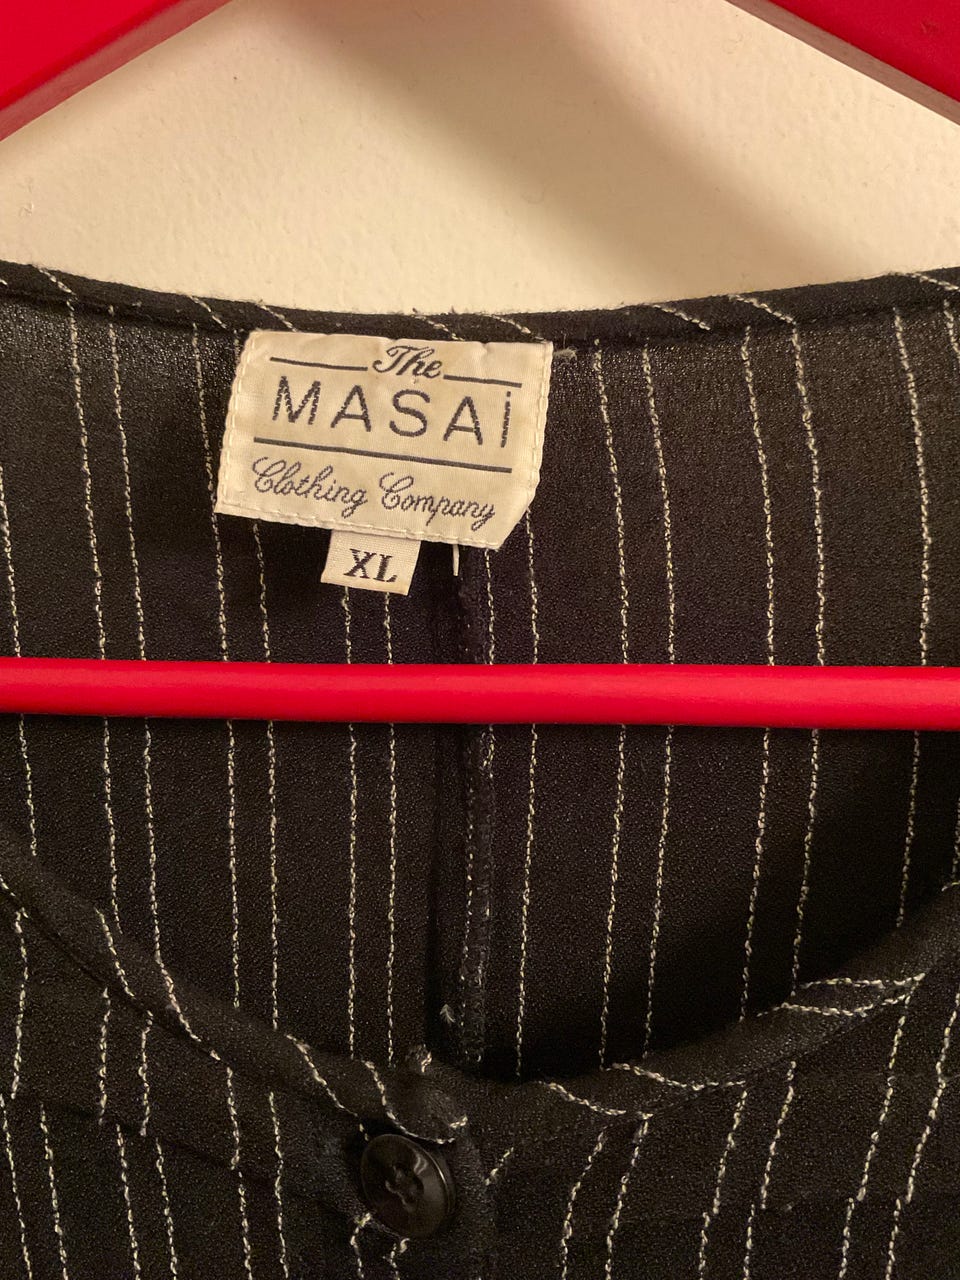 The
MASAi
Clothing Company
XL